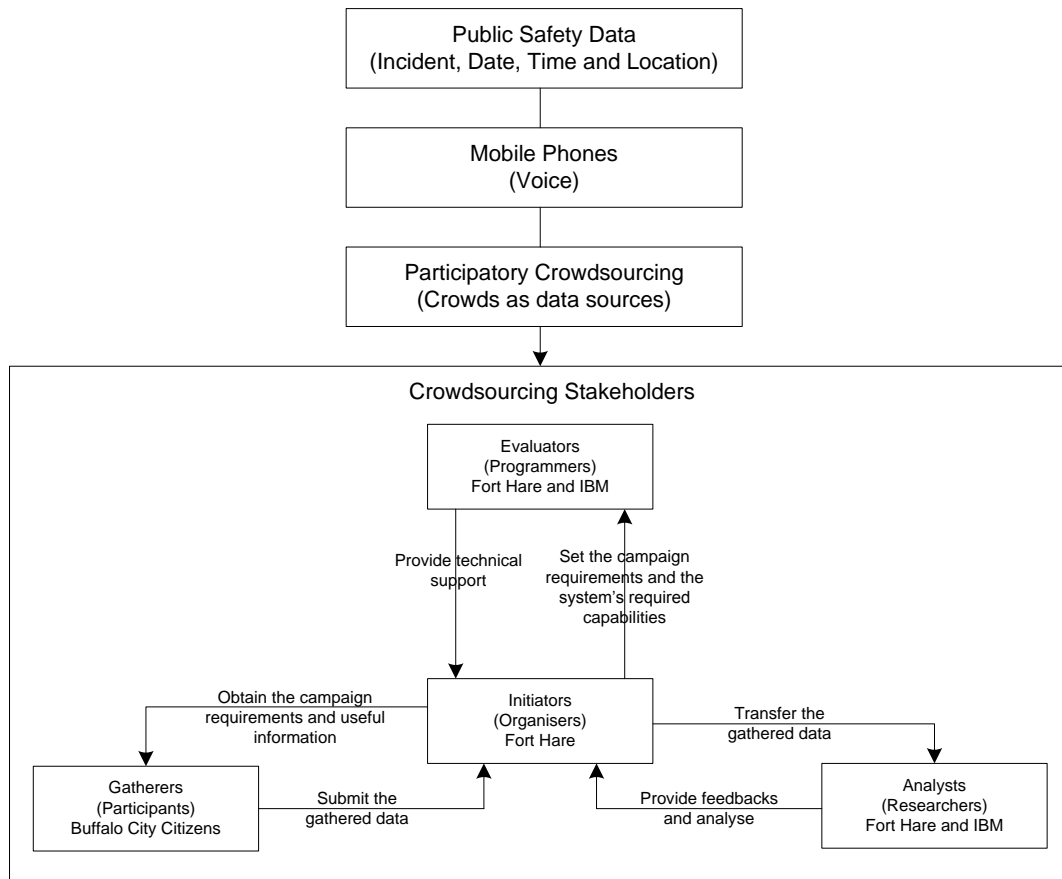 Public Safety Data
(Incident, Date, Time and Location)
Mobile Phones
(Voice)
Participatory Crowdsourcing
(Crowds as data sources)
Crowdsourcing Stakeholders
Evaluators
(Programmers)
Fort Hare and IBM
Provide technical
support
Set the campaign
requirements and the
system's required
capabilities
Obtain the campaign
requirements and useful
information
Initiators
(Organisers)
Fort Hare
Transfer the
gathered data
Gatherers
(Participants)
Buffalo City Citizens
Submit the
gathered data
Provide feedbacks
and analyse
Analysts
(Researchers)
Fort Hare and IBM